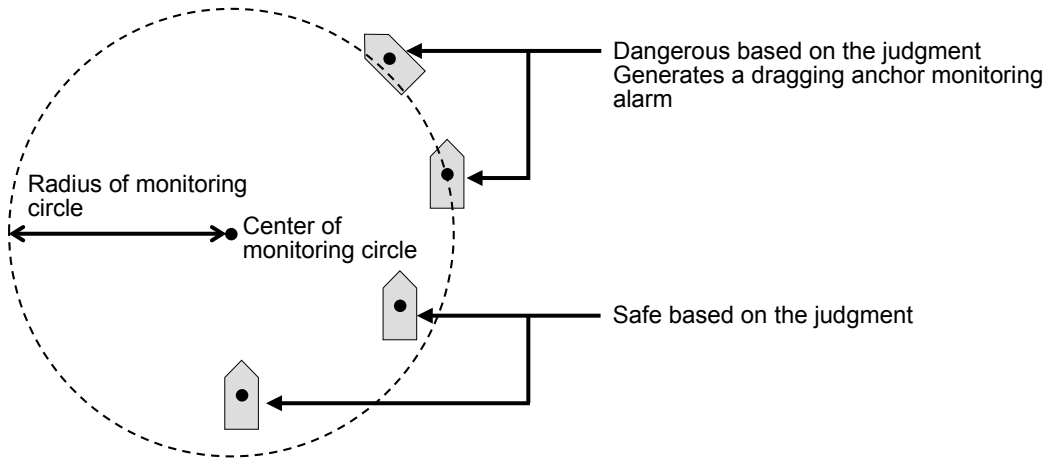 Dangerous based on the judgment
Generates a dragging anchor monitoring
alarm
Radius of monitoring
circle
Center of
monitoring circle
Safe based on the judgment